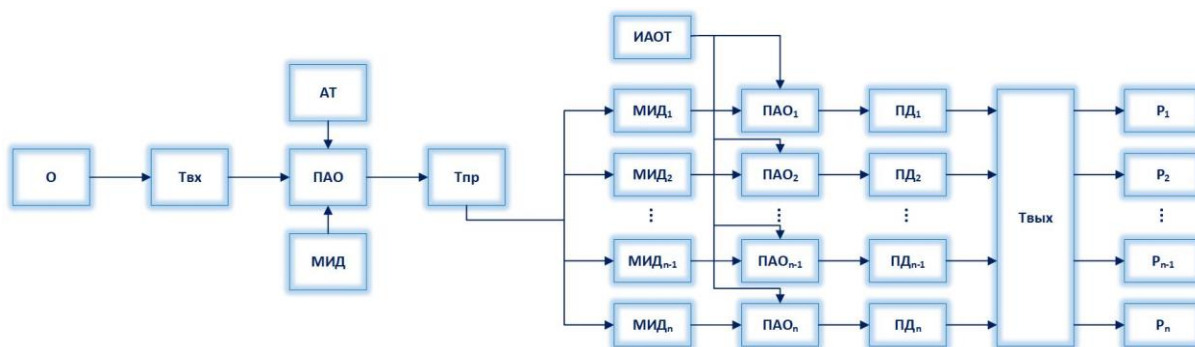 ИАОТ
АТ
МИД₁ ПАО₁ ПД₁ Р₁
О Твх ПАО Тпр МИД₂ ПАО₂ ПД₂ Р₂
⋮ ⋮ ⋮ Твых ⋮
МИД МИДₙ₋₁ ПАОₙ₋₁ ПДₙ₋₁ Рₙ₋₁
МИДₙ ПАОₙ ПДₙ Рₙ